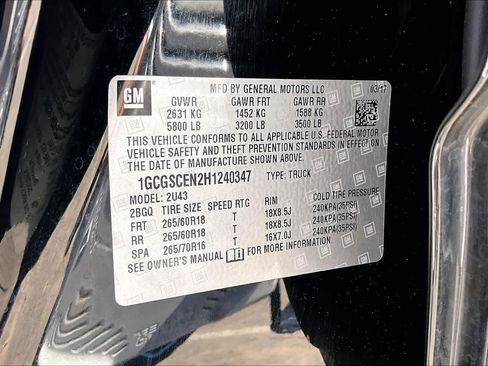 GM
MFD BY GENERAL MOTORS LLC 03/17
GVWR GAWR FRT GAWR RR
2631 KG 1452 KG 1588 KG
5800 LB 3200 LB 3500 LB
THIS VEHICLE CONFORMS TO ALL APPLICABLE U.S. FEDERAL MOTOR
VEHICLE SAFETY AND THEFT PREVENTION STANDARDS IN EFFECT ON
THE DATE OF MANUFACTURE SHOWN ABOVE.
1GCGSCEN2H1240347 TYPE: TRUCK
MODEL: 2U43
2BGQ TIRE SIZE SPEED RTG RIM COLD TIRE PRESSURE
FRT 265/60R18 T 18X8.5J 240KPA(35PSI)
RR 265/60R18 T 18X8.5J 240KPA(35PSI)
SPA 265/70R16 T 16X7.0J 240KPA(35PSI)
SEE OWNER'S MANUAL FOR MORE INFORMATION.